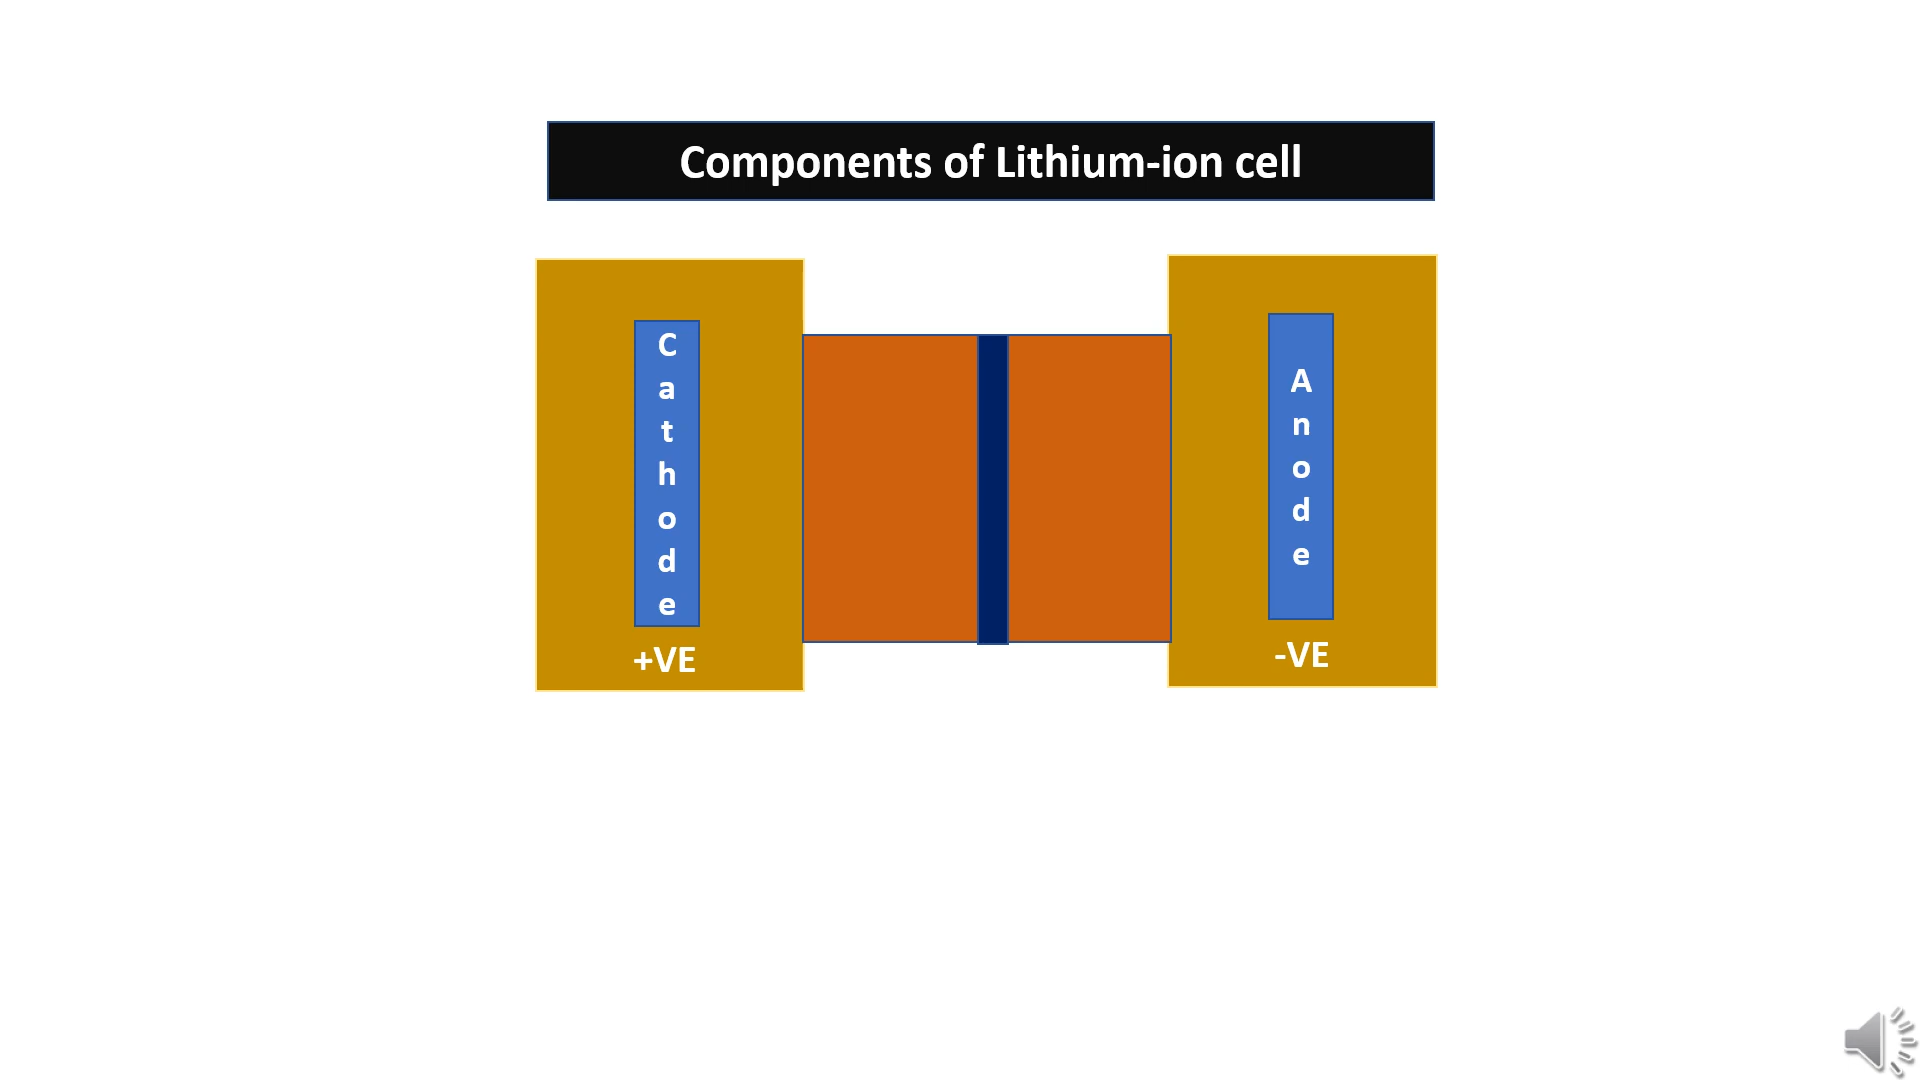 Components of Lithium-ion cell
C
a
t
h
o
d
e
+VE
A
n
o
d
e
-VE